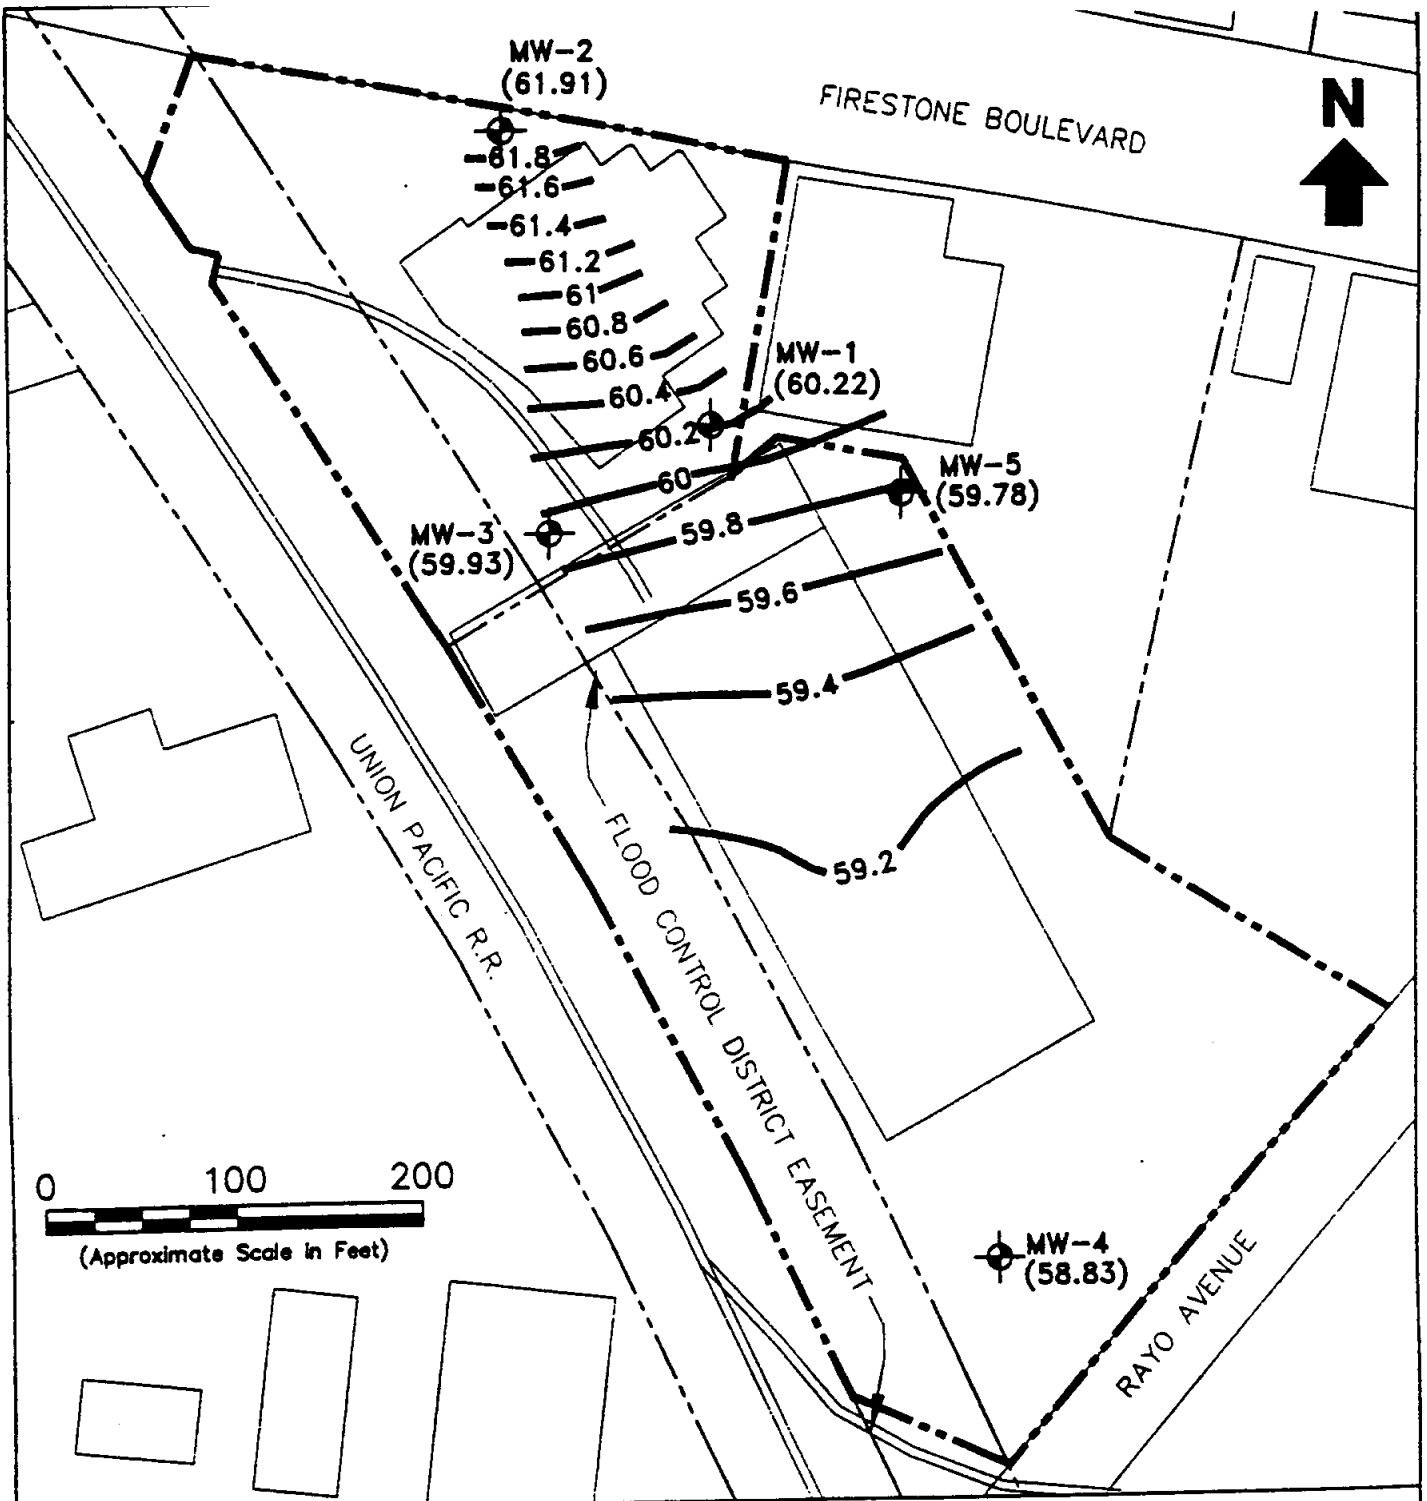 MW-2
(61.91)
FIRESTONE BOULEVARD
N
61.8
61.6
61.4
61.2
61
60.8
60.6
60.4
MW-1
(60.22)
60.2
60
MW-5
(59.78)
MW-3
(59.93)
59.8
59.6
59.4
59.2
UNION PACIFIC R.R.
FLOOD CONTROL DISTRICT EASEMENT
0 100 200
(Approximate Scale in Feet)
MW-4
(58.83)
RAYO AVENUE